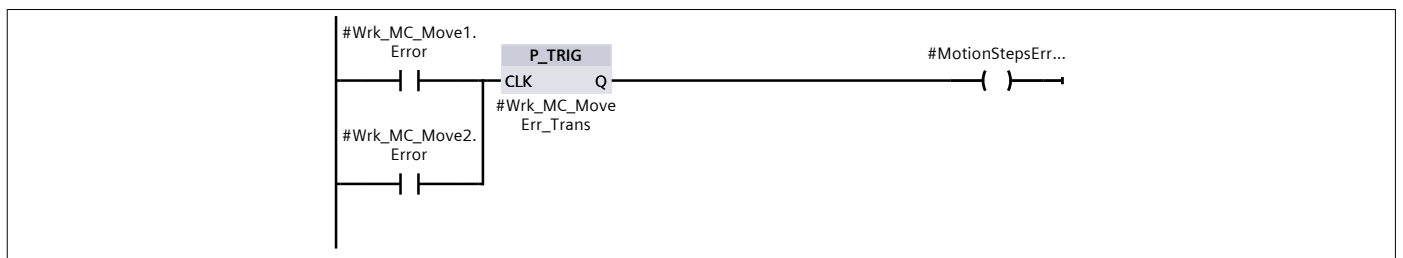 #Wrk_MC_Move1.
Error
P_TRIG
#MotionStepsErr...
CLK Q
#Wrk_MC_Move
Err_Trans
#Wrk_MC_Move2.
Error